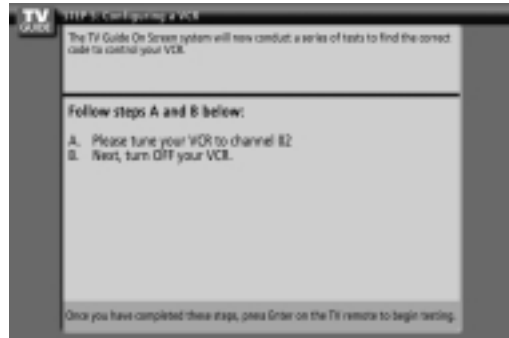 TV
GUIDE
STEP 5: Configuring a VCR
The TV Guide On Screen system will now conduct a series of tests to find the correct
code to control your VCR.
Follow steps A and B below:
A. Please tune your VCR to channel 02
B. Next, turn OFF your VCR.
Once you have completed these steps, press Enter on the TV remote to begin testing.